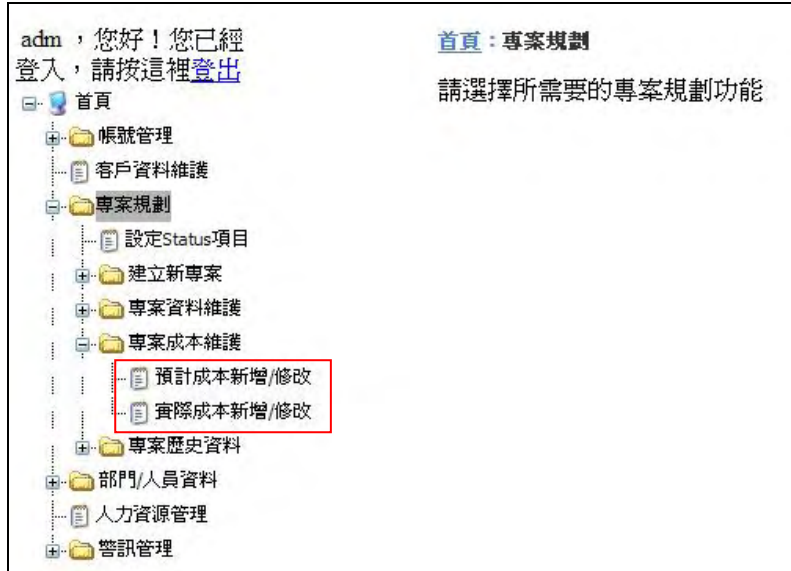 adm ，您好！您已經
登入，請按這裡登出
首頁
帳號管理
客戶資料維護
專案規劃
設定Status項目
建立新專案
專案資料維護
專案成本維護
預計成本新增/修改
實際成本新增/修改
專案歷史資料
部門/人員資料
人力資源管理
警訊管理
首頁：專案規劃
請選擇所需要的專案規劃功能